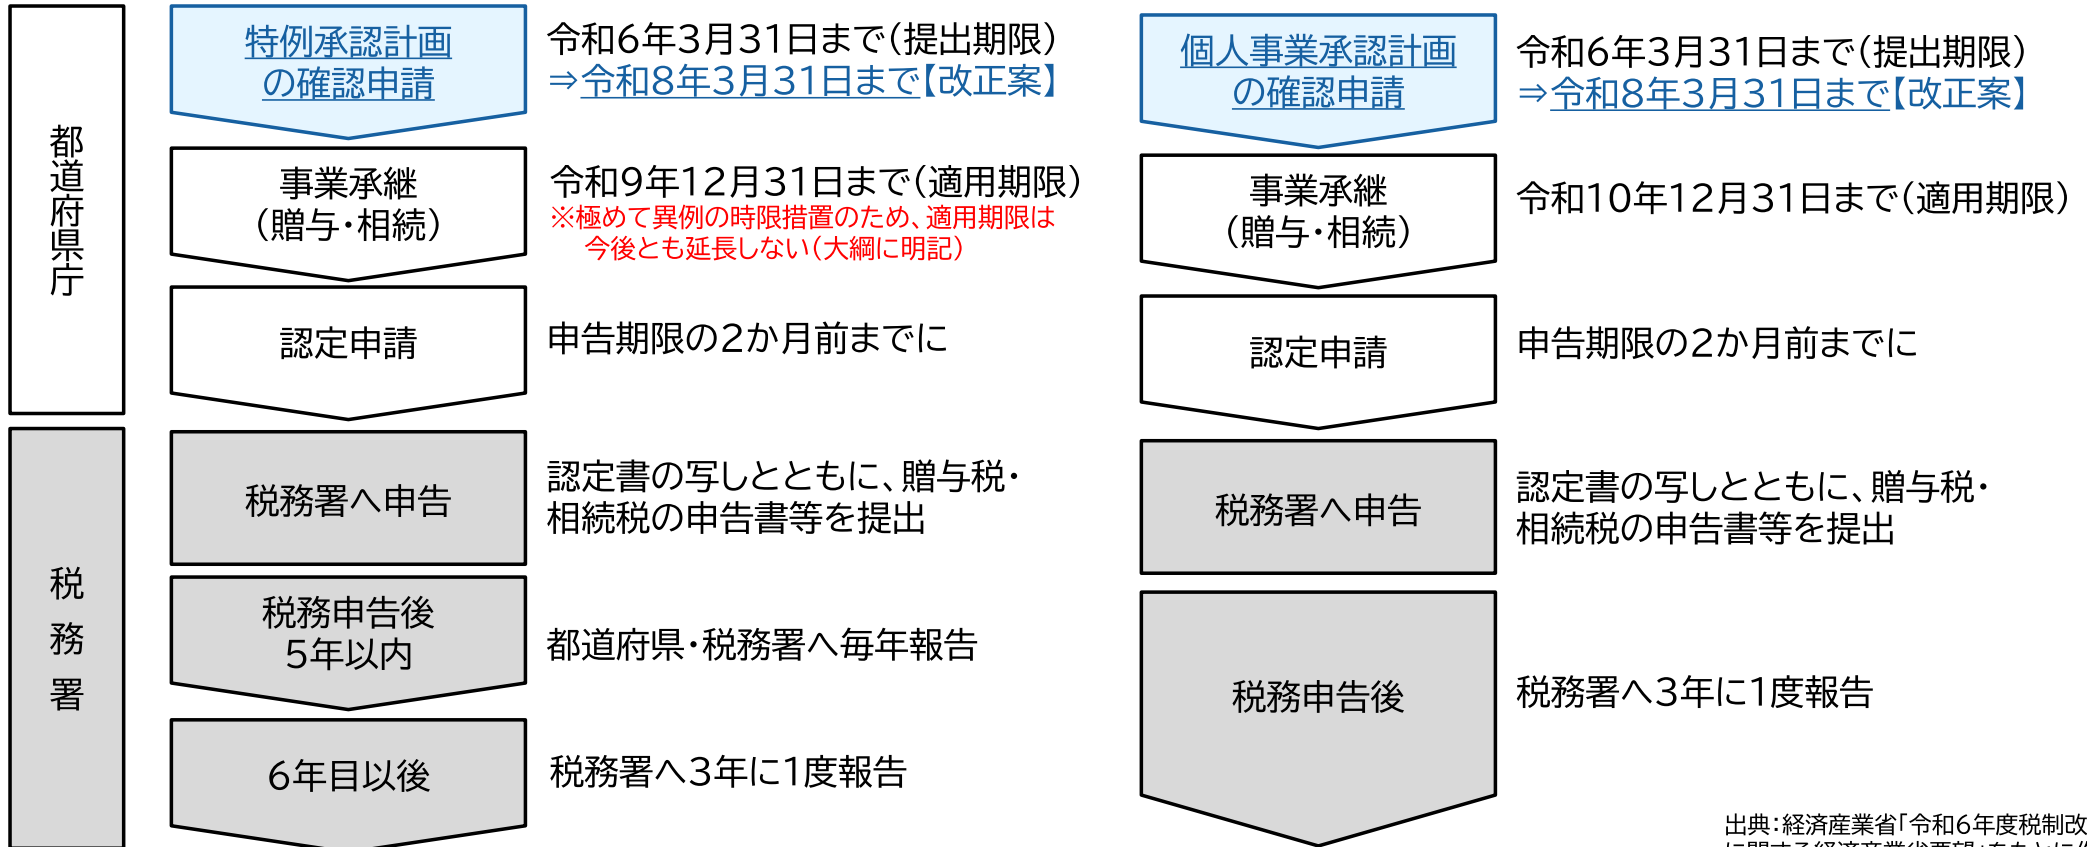 都道府県庁
特例承認計画
の確認申請
令和6年3月31日まで（提出期限）
⇒令和8年3月31日まで【改正案】
事業承継
（贈与・相続）
令和9年12月31日まで（適用期限）
※極めて異例の時限措置のため、適用期限は
今後とも延長しない（大綱に明記）
認定申請
申告期限の2か月前までに
税務署
税務署へ申告
認定書の写しとともに、贈与税・
相続税の申告書等を提出
税務申告後
5年以内
都道府県・税務署へ毎年報告
6年目以後
税務署へ3年に1度報告
個人事業承認計画
の確認申請
令和6年3月31日まで（提出期限）
⇒令和8年3月31日まで【改正案】
事業承継
（贈与・相続）
令和10年12月31日まで（適用期限）
認定申請
申告期限の2か月前までに
税務署へ申告
認定書の写しとともに、贈与税・
相続税の申告書等を提出
税務申告後
税務署へ3年に1度報告
出典：経済産業省「令和6年度税制改